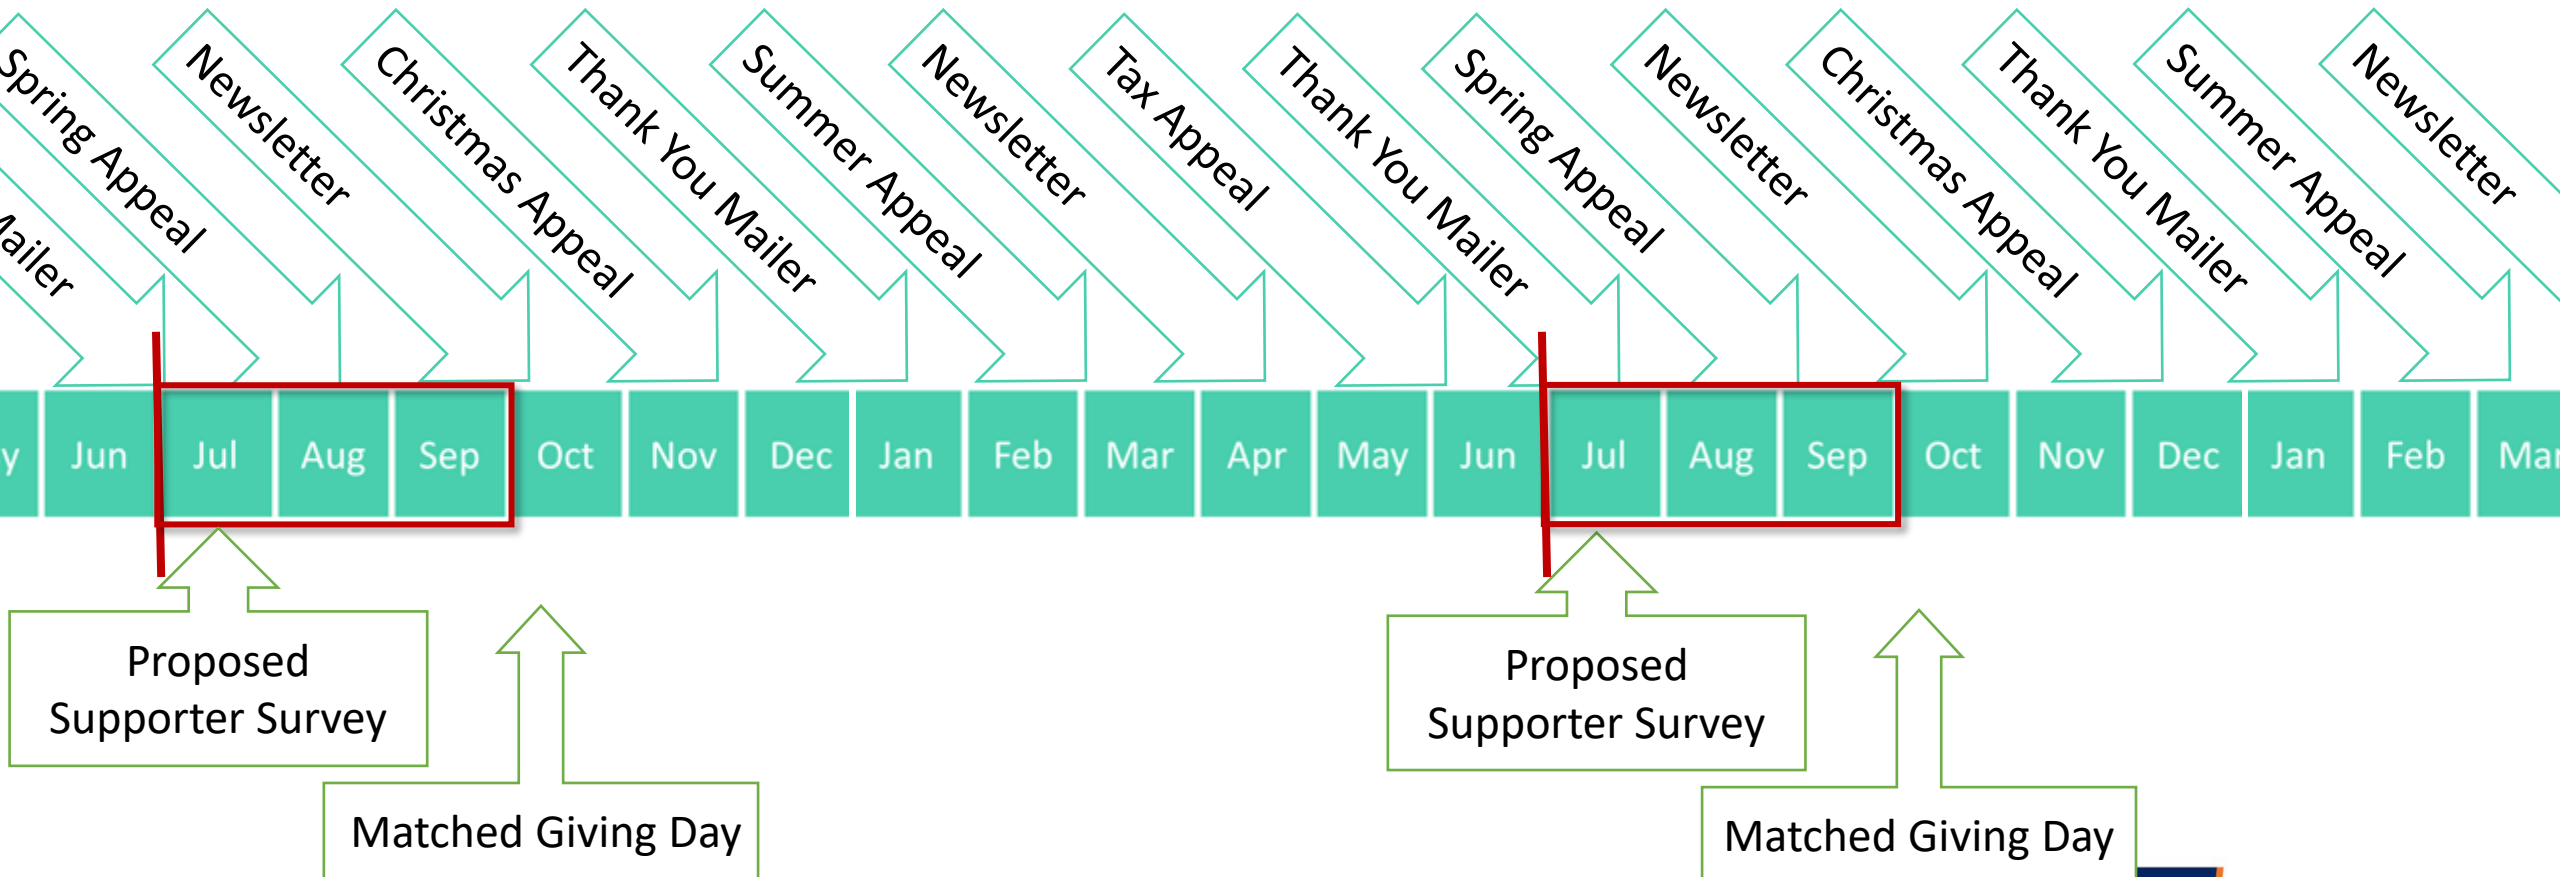 Mailer
Spring Appeal
Newsletter
Christmas Appeal
Thank You Mailer
Summer Appeal
Newsletter
Tax Appeal
Thank You Mailer
Spring Appeal
Newsletter
Christmas Appeal
Thank You Mailer
Summer Appeal
Newsletter
y Jun Jul Aug Sep Oct Nov Dec Jan Feb Mar Apr May Jun Jul Aug Sep Oct Nov Dec Jan Feb Mar
Proposed
Supporter Survey
Matched Giving Day
Proposed
Supporter Survey
Matched Giving Day